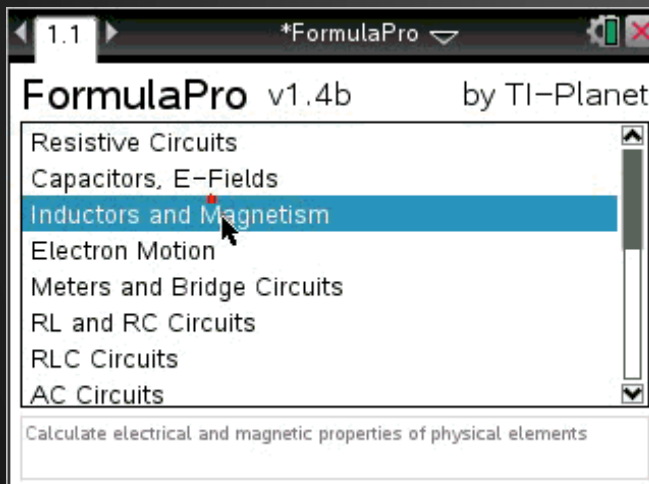 1.1 *FormulaPro
FormulaPro v1.4b by TI-Planet
Resistive Circuits
Capacitors, E-Fields
Inductors and Magnetism
Electron Motion
Meters and Bridge Circuits
RL and RC Circuits
RLC Circuits
AC Circuits
Calculate electrical and magnetic properties of physical elements